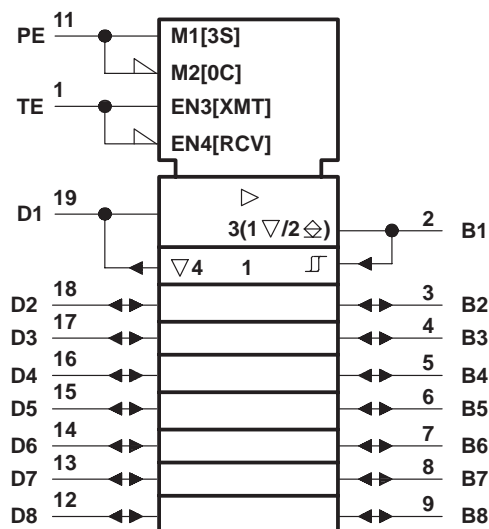 PE 11 M1[3S]
M2[0C]
TE 1 EN3[XMT]
EN4[RCV]
D1 19 ▷
3(1 ▽/2 ⎐) 2 B1
▽4 1
D2 18 3 B2
D3 17 4 B3
D4 16 5 B4
D5 15 6 B5
D6 14 7 B6
D7 13 8 B7
D8 12 9 B8